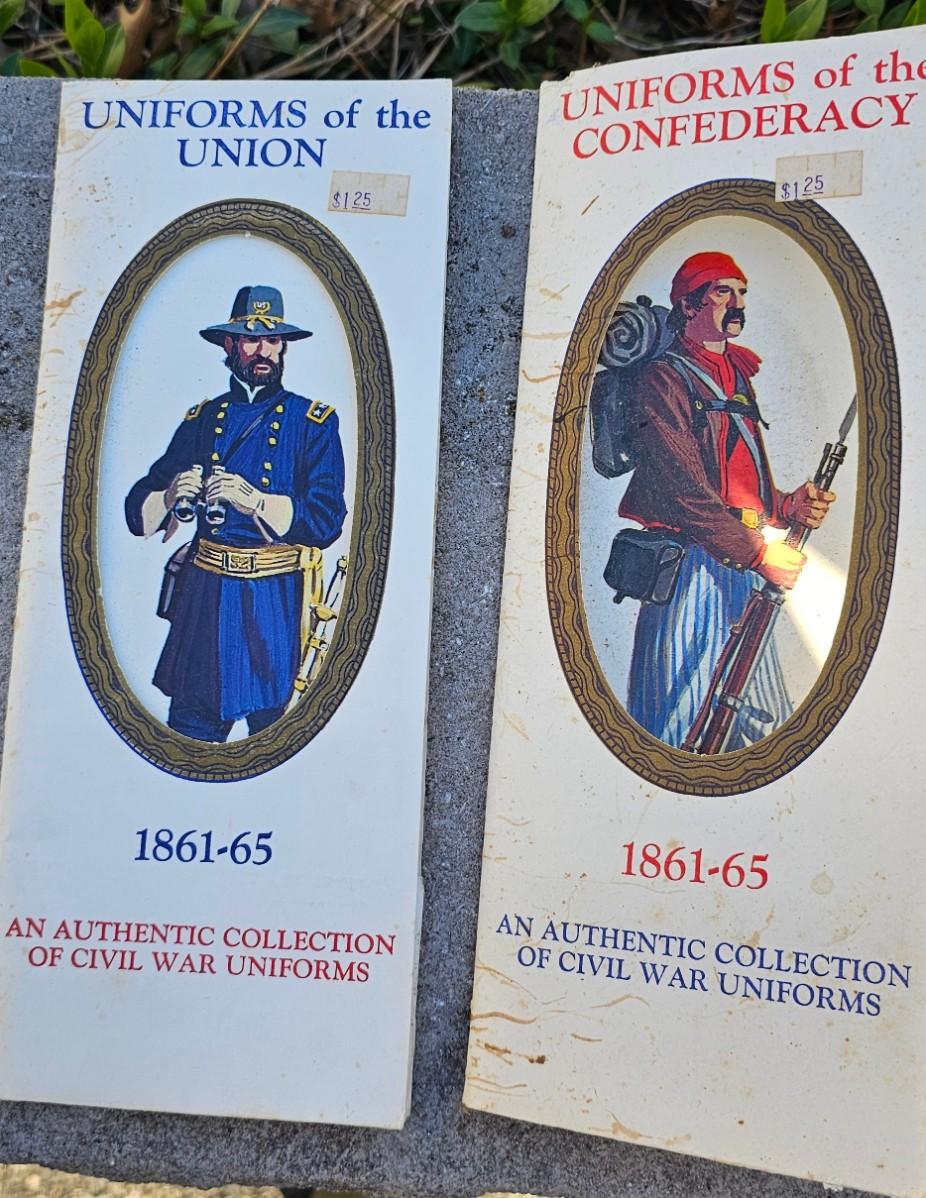 UNIFORMS of the
UNION
$1.25
US
1861-65
AN AUTHENTIC COLLECTION
OF CIVIL WAR UNIFORMS
UNIFORMS of the
CONFEDERACY
$1.25
1861-65
AN AUTHENTIC COLLECTION
OF CIVIL WAR UNIFORMS